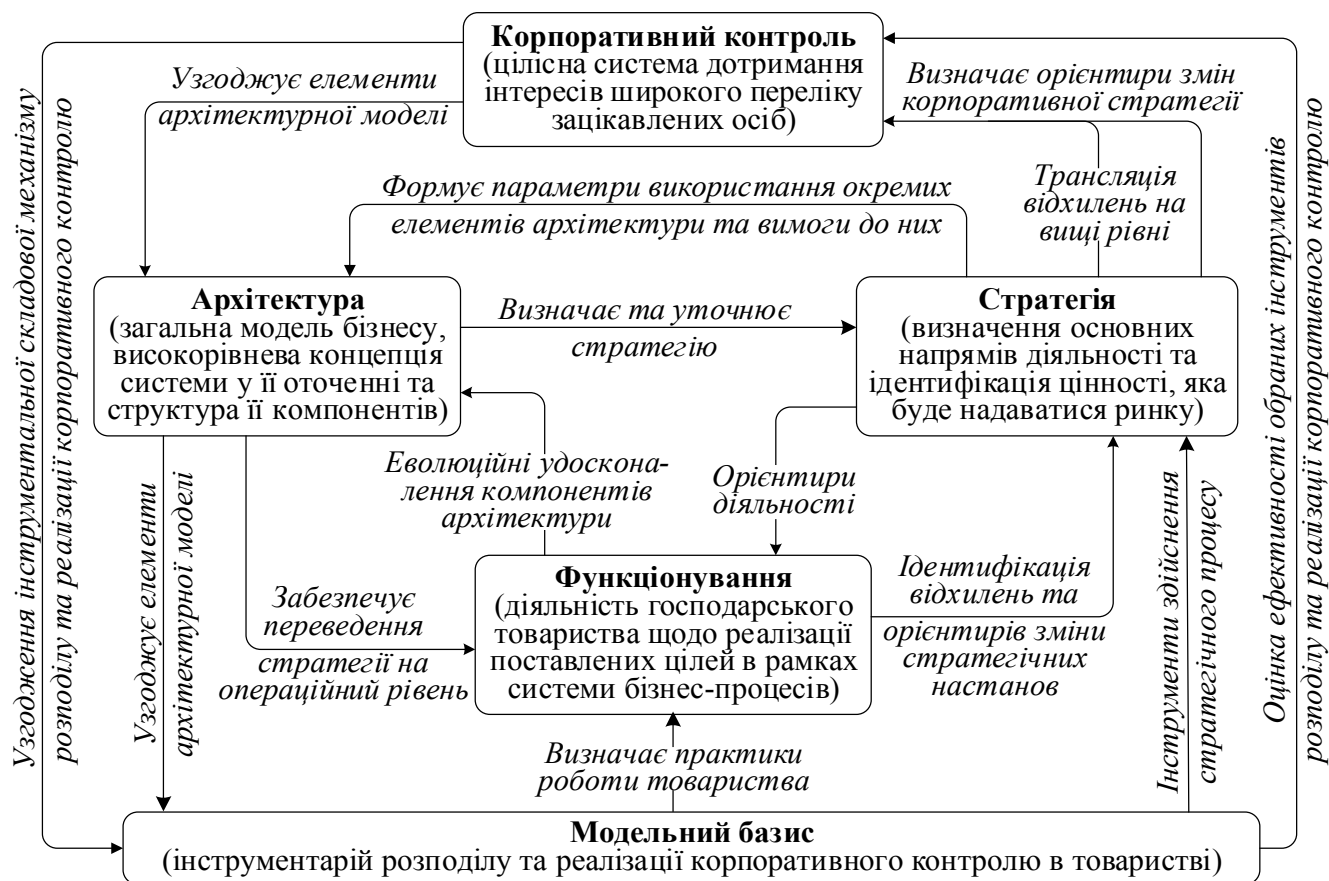 Корпоративний контроль
(цілісна система дотримання
інтересів широкого переліку
зацікавлених осіб)
Узгоджує елементи
архітектурної моделі
Визначає орієнтири змін
корпоративної стратегії
Трансляція
відхилень на
вищі рівні
Формує параметри використання окремих
елементів архітектури та вимоги до них
Архітектура
(загальна модель бізнесу,
високорівнева концепція
системи у її оточенні та
структура її компонентів)
Визначає та уточнює
стратегію
Стратегія
(визначення основних
напрямів діяльності та
ідентифікація цінності, яка
буде надаватися ринку)
Еволюційні удоскона-
лення компонентів
архітектури
Орієнтири
діяльності
Функціонування
(діяльність господарського
товариства щодо реалізації
поставлених цілей в рамках
системи бізнес-процесів)
Забезпечує
переведення
стратегії на
операційний рівень
Ідентифікація
відхилень та
орієнтирів зміни
стратегічних
настанов
Узгоджує елементи
архітектурної моделі
Інструменти здійснення
стратегічного процесу
Визначає практики
роботи товариства
Узгодження інструментальної складової механізму
розподілу та реалізації корпоративного контролю
Оцінка ефективності обраних інструментів
розподілу та реалізації корпоративного контролю
Модельний базис
(інструментарій розподілу та реалізації корпоративного контролю в товаристві)